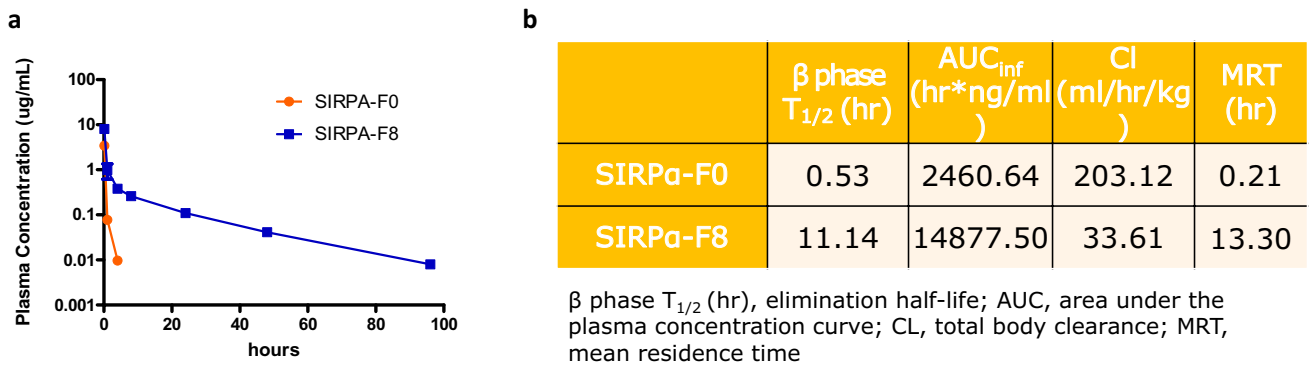 a
Plasma Concentration (ug/mL)
100
10
1
0.1
0.01
0.001
0
20
40
60
80
100
hours
SIRPA-F0
SIRPA-F8
b
β phase
T1/2 (hr)
AUCinf
(hr*ng/ml
)
Cl
(ml/hr/kg
)
MRT
(hr)
SIRPα-F0 0.53 2460.64 203.12 0.21
SIRPα-F8 11.14 14877.50 33.61 13.30
β phase T1/2 (hr), elimination half-life; AUC, area under the
plasma concentration curve; CL, total body clearance; MRT,
mean residence time